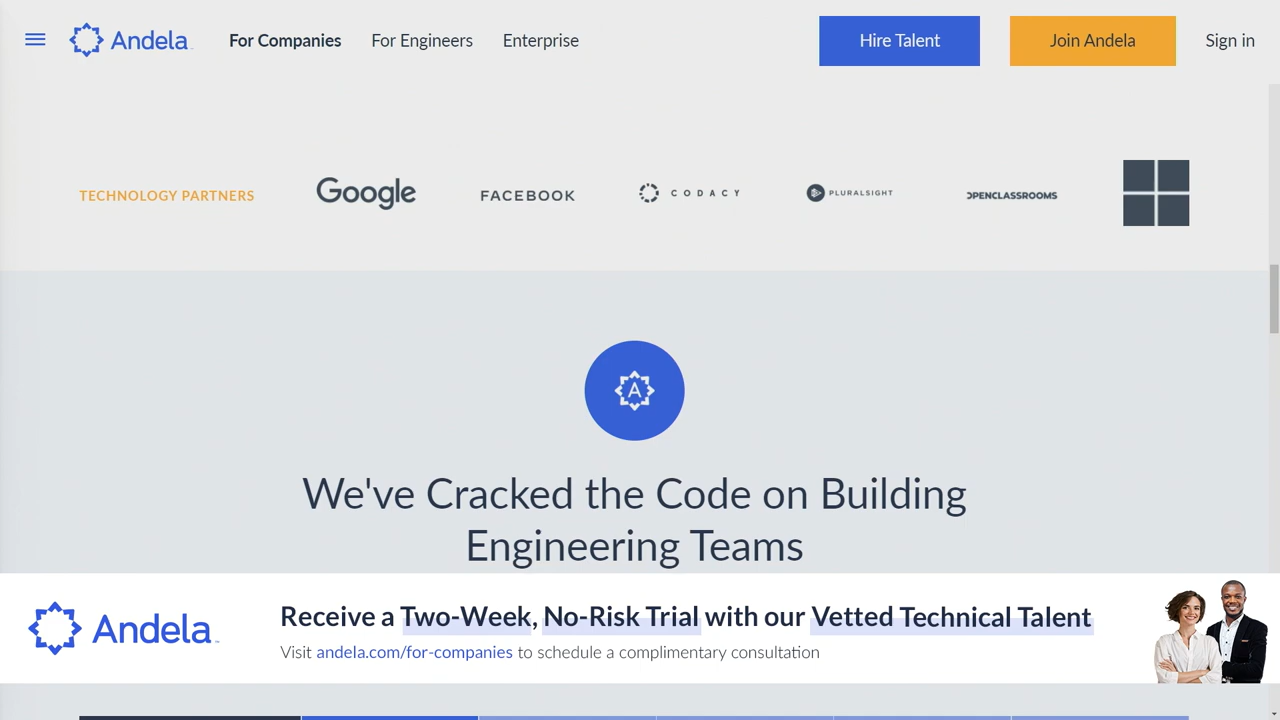 Andela
For Companies
For Engineers
Enterprise
Hire Talent
Join Andela
Sign in
TECHNOLOGY PARTNERS
Google
FACEBOOK
CODACY
PLURALSIGHT
OPENCLASSROOMS
A
We've Cracked the Code on Building
Engineering Teams
Andela
Receive a Two-Week, No-Risk Trial with our Vetted Technical Talent
Visit andela.com/for-companies to schedule a complimentary consultation